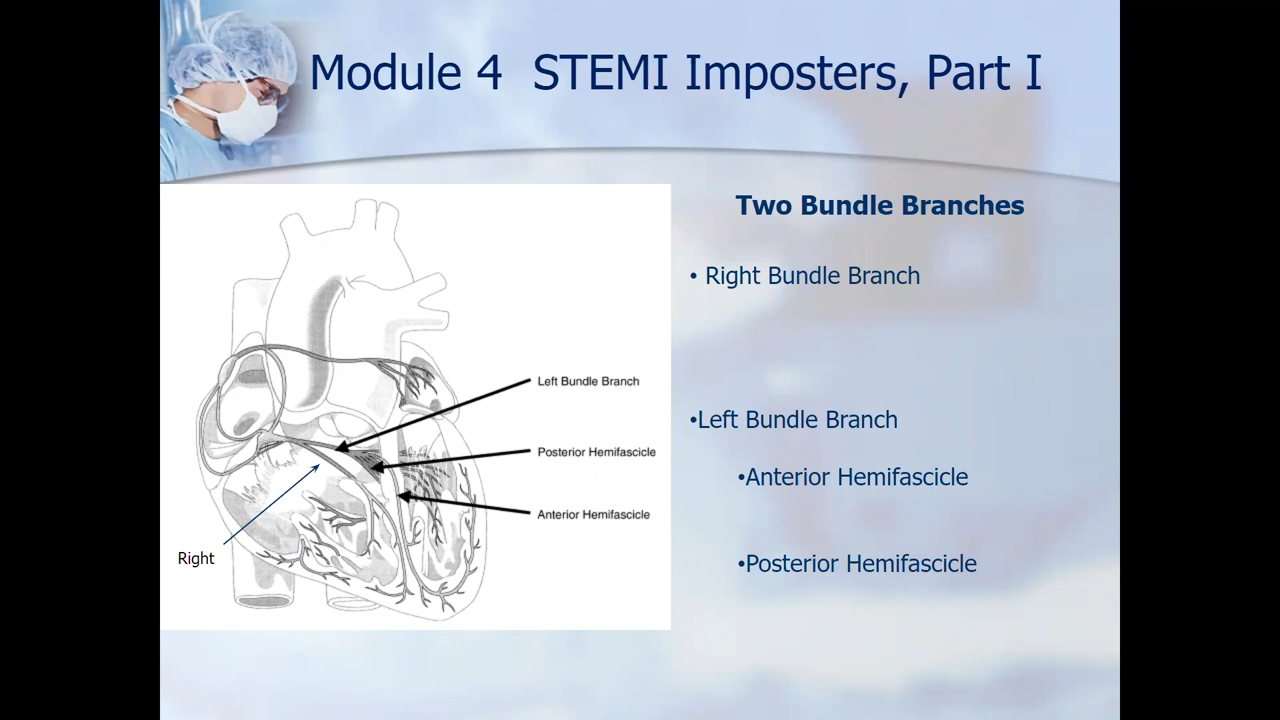 Module 4  STEMI Imposters, Part I
Two Bundle Branches
• Right Bundle Branch
•Left Bundle Branch
•Anterior Hemifascicle
•Posterior Hemifascicle
Left Bundle Branch
Posterior Hemifascicle
Anterior Hemifascicle
Right